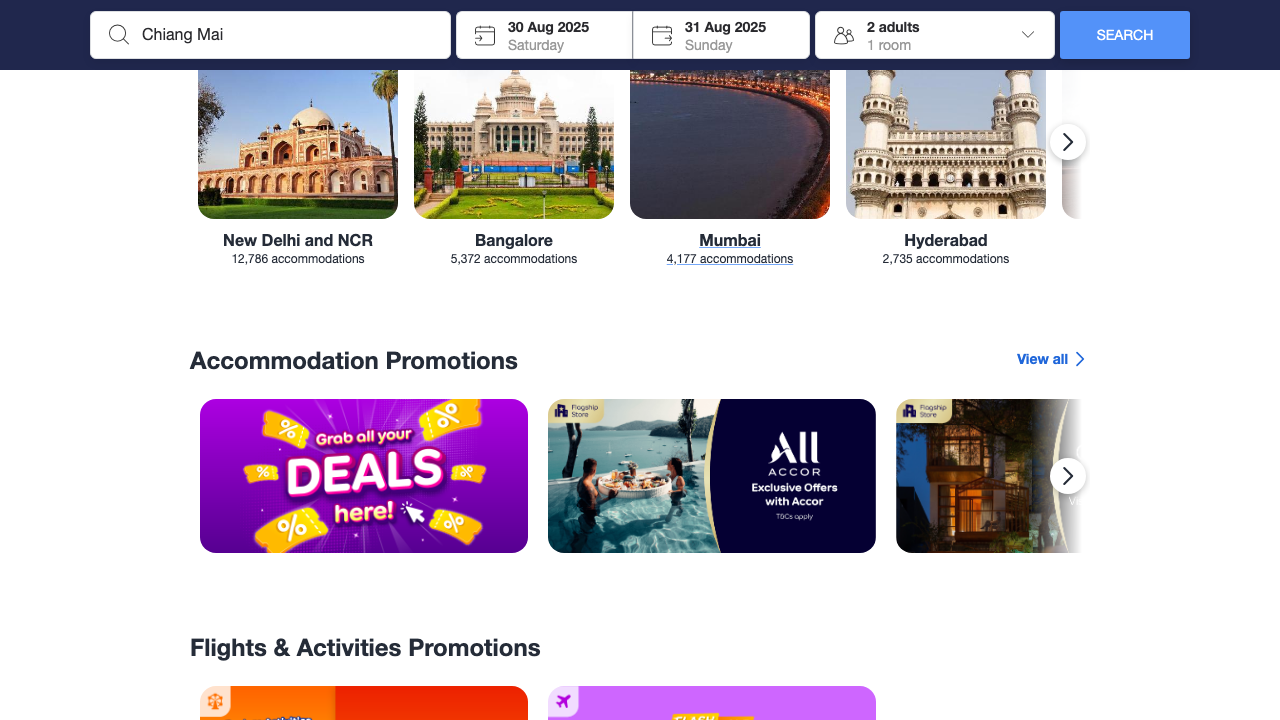 Chiang Mai
30 Aug 2025
Saturday
31 Aug 2025
Sunday
2 adults
1 room
SEARCH
New Delhi and NCR
12,786 accommodations
Bangalore
5,372 accommodations
Mumbai
4,177 accommodations
Hyderabad
2,735 accommodations
Accommodation Promotions
View all
Grab all your
DEALS
here!
Flagship
Store
All
ACCOR
Exclusive Offers
with Accor
T&Cs apply
Flagship
Store
Flights & Activities Promotions